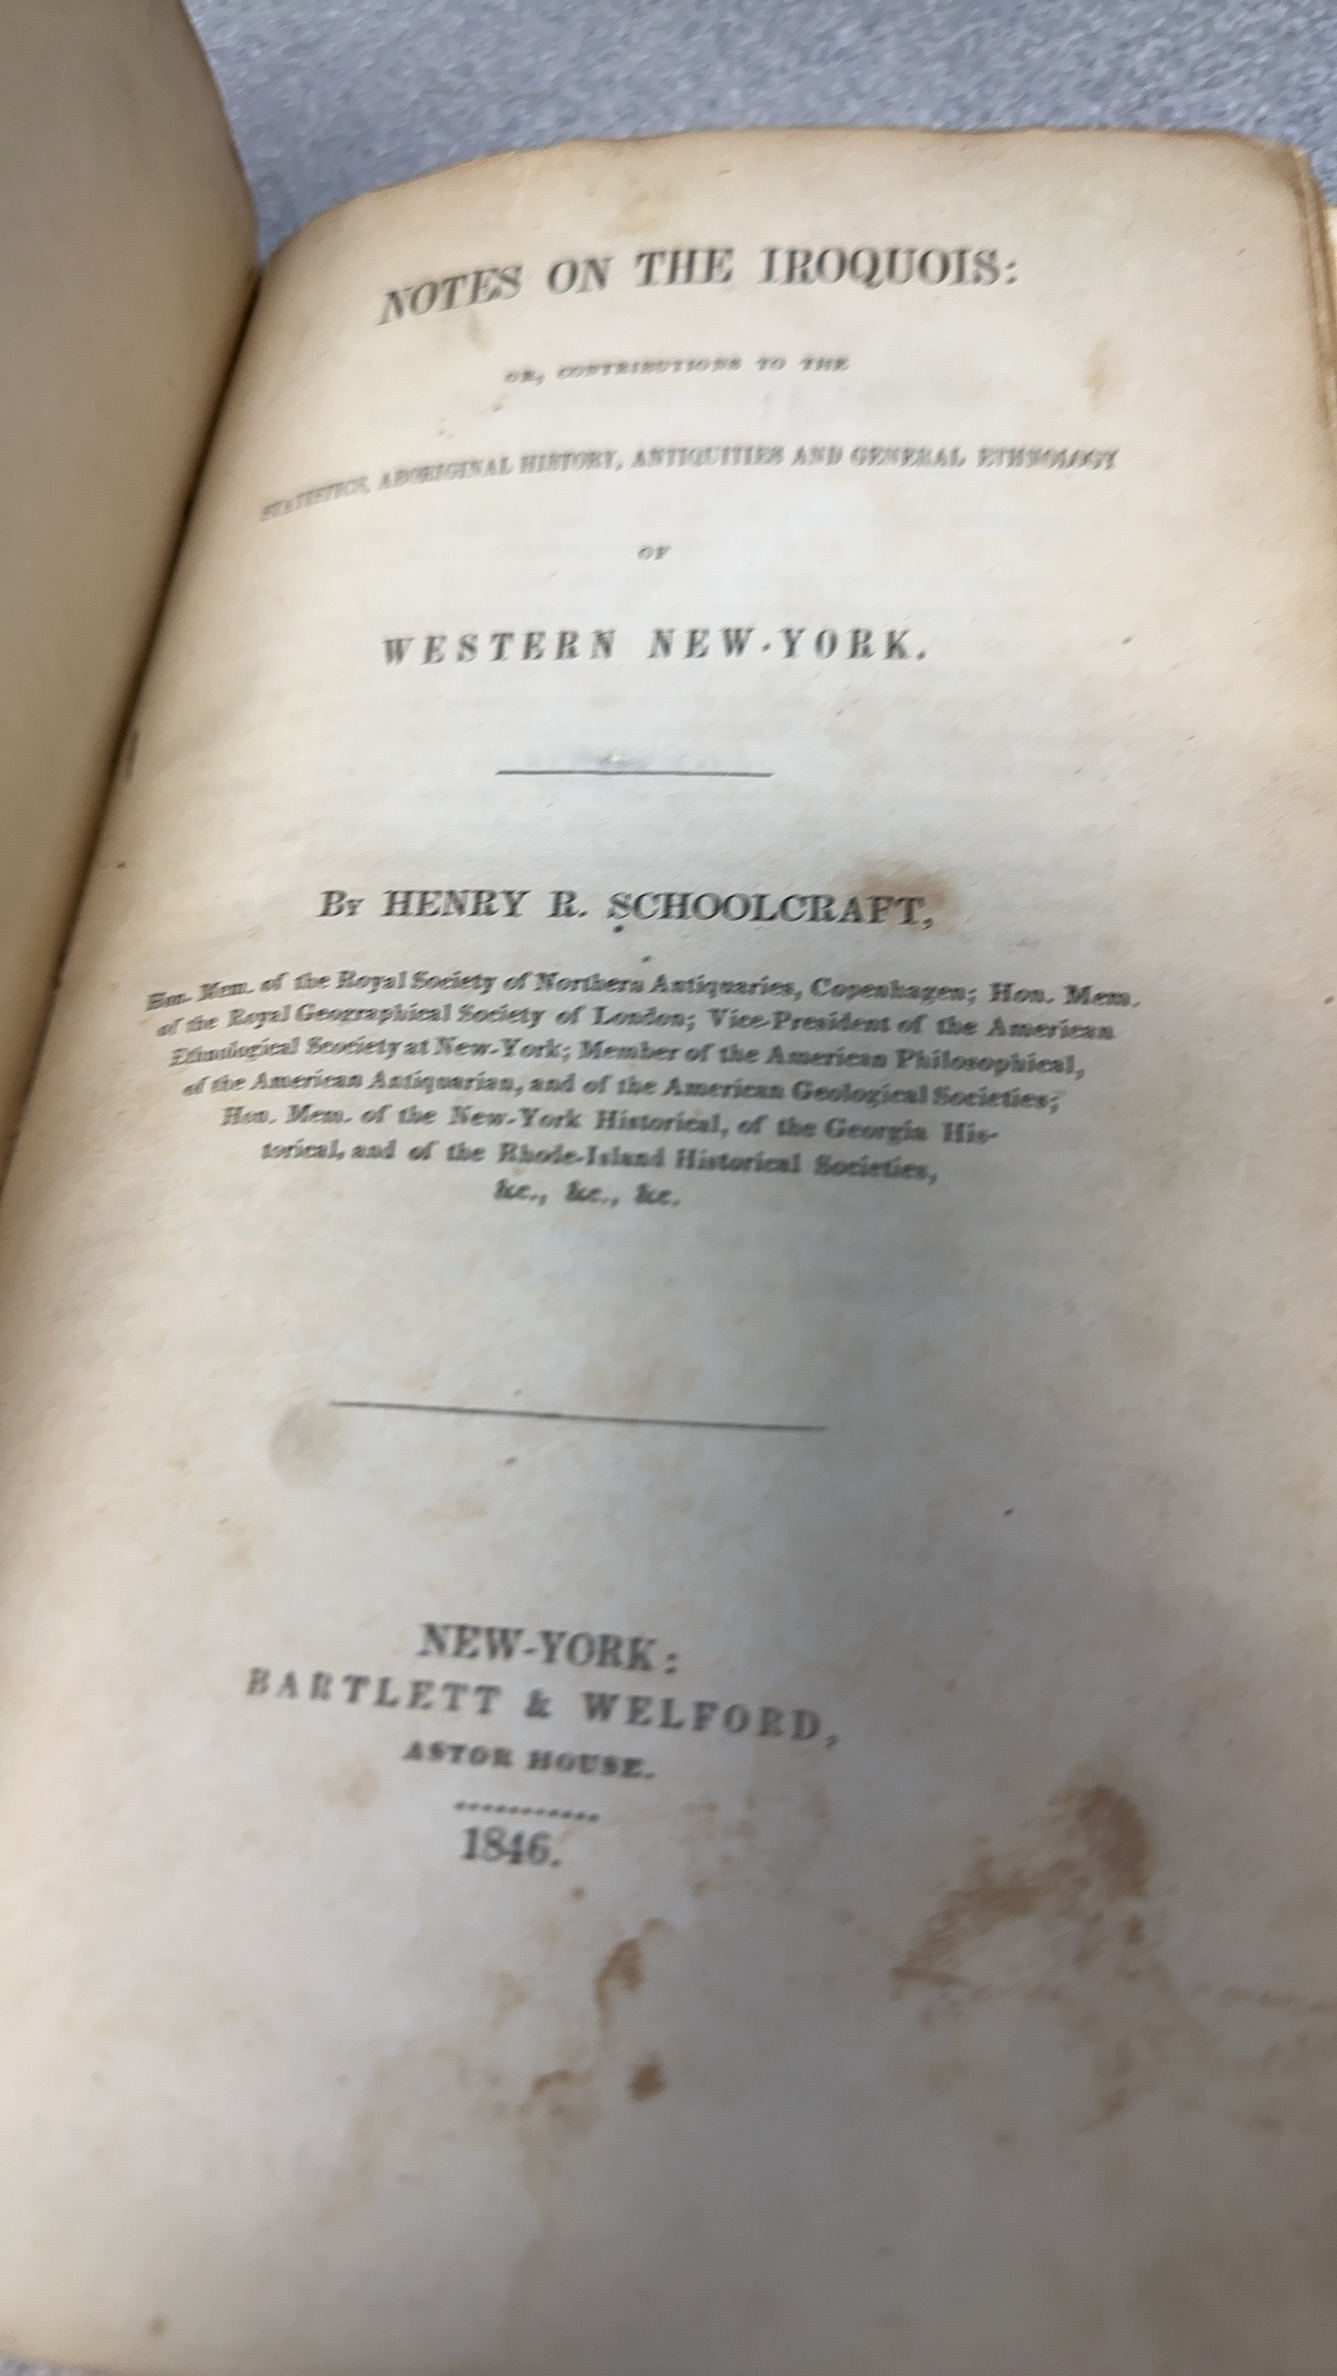 NOTES ON THE IROQUOIS:
OR, CONTRIBUTIONS TO THE
STATISTICS, ABORIGINAL HISTORY, ANTIQUITIES AND GENERAL ETHNOLOGY
OF
WESTERN NEW-YORK.
By HENRY R. SCHOOLCRAFT,
Hon. Mem. of the Royal Society of Northern Antiquaries, Copenhagen; Hon. Mem.
of the Royal Geographical Society of London; Vice-President of the American
Ethnological Scociety at New-York; Member of the American Philosophical,
of the American Antiquarian, and of the American Geological Societies;
Hon. Mem. of the New-York Historical, of the Georgia His-
torical, and of the Rhode-Island Historical Societies,
&c., &c., &c.
NEW-YORK:
BARTLETT & WELFORD,
ASTOR HOUSE.
1846.